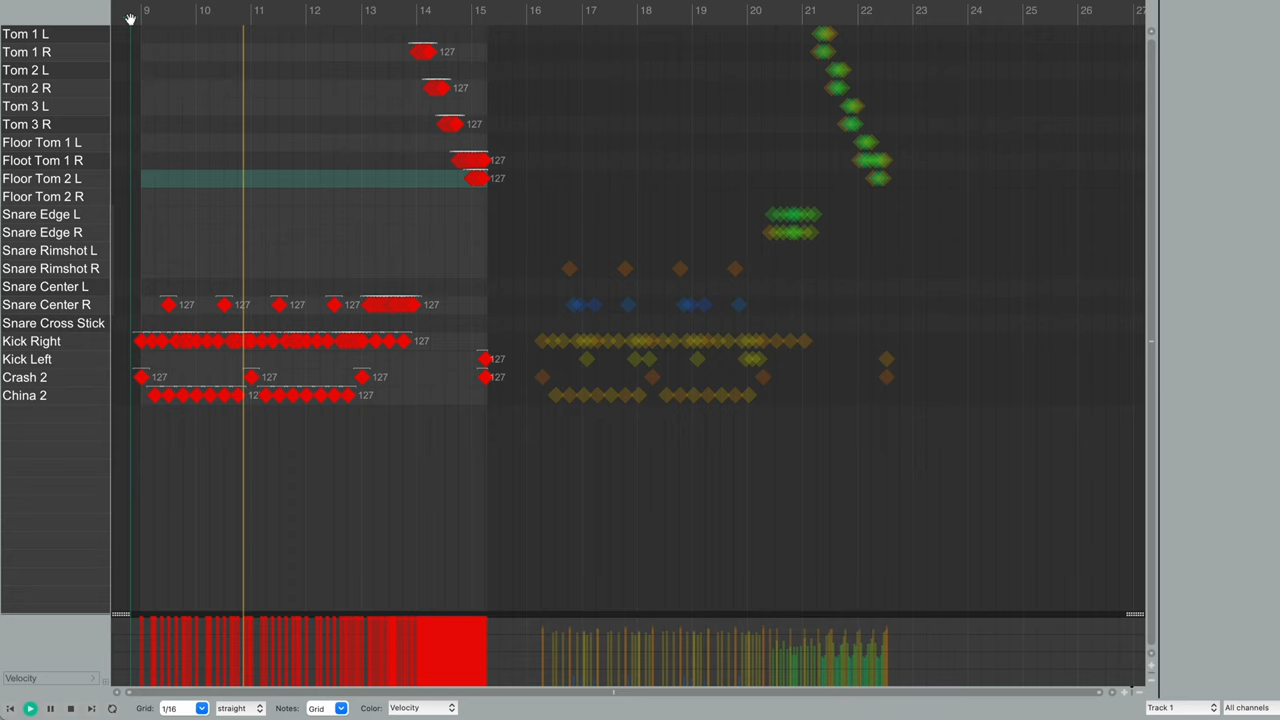 9 10 11 12 13 14 15 16 17 18 19 20 21 22 23 24 25 26 27
Tom 1 L
Tom 1 R 127
Tom 2 L
Tom 2 R 127
Tom 3 L
Tom 3 R 127
Floor Tom 1 L
Floot Tom 1 R 127
Floor Tom 2 L 127
Floor Tom 2 R
Snare Edge L
Snare Edge R
Snare Rimshot L
Snare Rimshot R
Snare Center L
Snare Center R 127 127 127 127 127
Snare Cross Stick
Kick Right 127
Kick Left 127
Crash 2 127 127 127 127
China 2 12 127
Velocity
Grid: 1/16 straight Notes: Grid Color: Velocity Track 1 All channels